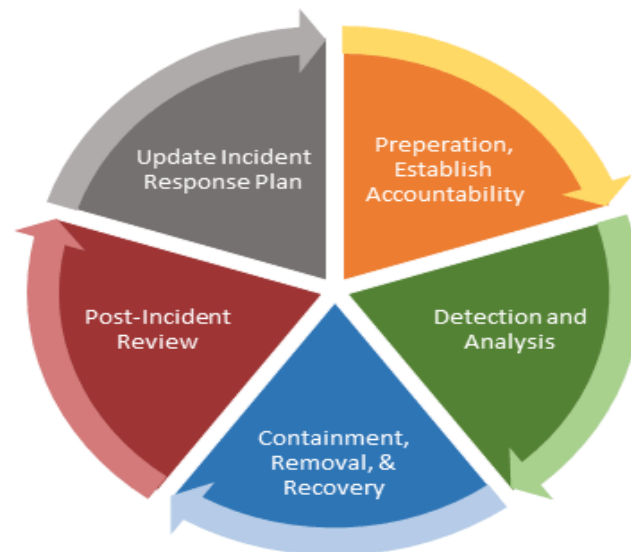 Preperation,
Establish
Accountability
Detection and
Analysis
Containment,
Removal, &
Recovery
Post-Incident
Review
Update Incident
Response Plan